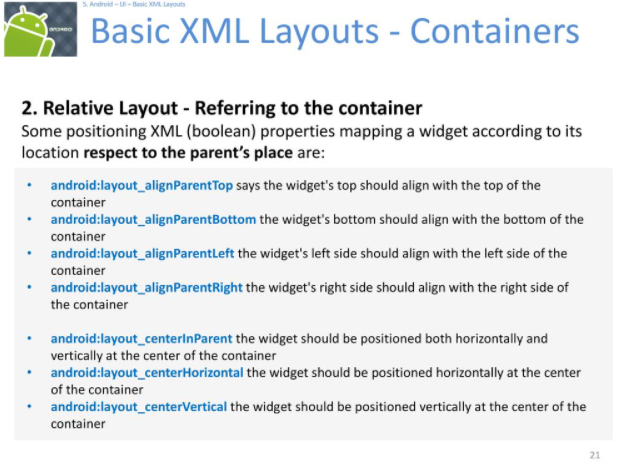 5. Android – UI – Basic XML Layouts
ANDROID
Basic XML Layouts - Containers
2. Relative Layout - Referring to the container
Some positioning XML (boolean) properties mapping a widget according to its
location respect to the parent's place are:
• android:layout_alignParentTop says the widget's top should align with the top of the
container
• android:layout_alignParentBottom the widget's bottom should align with the bottom of the
container
• android:layout_alignParentLeft the widget's left side should align with the left side of the
container
• android:layout_alignParentRight the widget's right side should align with the right side of
the container
• android:layout_centerInParent the widget should be positioned both horizontally and
vertically at the center of the container
• android:layout_centerHorizontal the widget should be positioned horizontally at the center
of the container
• android:layout_centerVertical the widget should be positioned vertically at the center of the
container
21